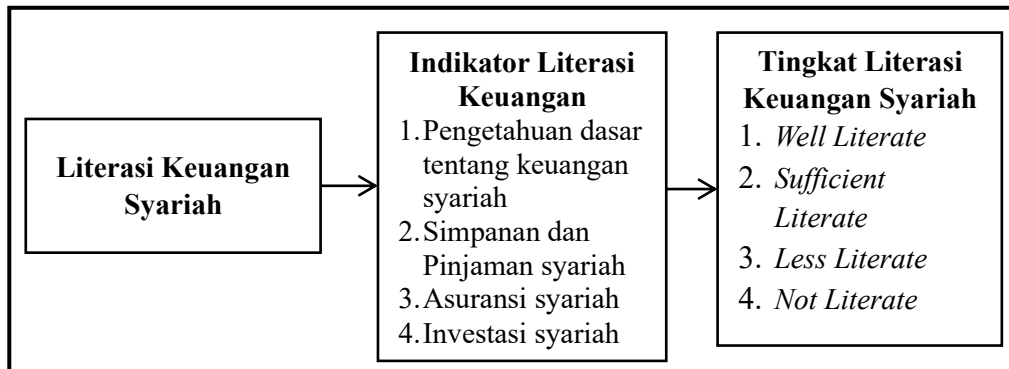 Literasi Keuangan
Syariah
Indikator Literasi
Keuangan
1. Pengetahuan dasar
tentang keuangan
syariah
2. Simpanan dan
Pinjaman syariah
3. Asuransi syariah
4. Investasi syariah
Tingkat Literasi
Keuangan Syariah
1. Well Literate
2. Sufficient
Literate
3. Less Literate
4. Not Literate